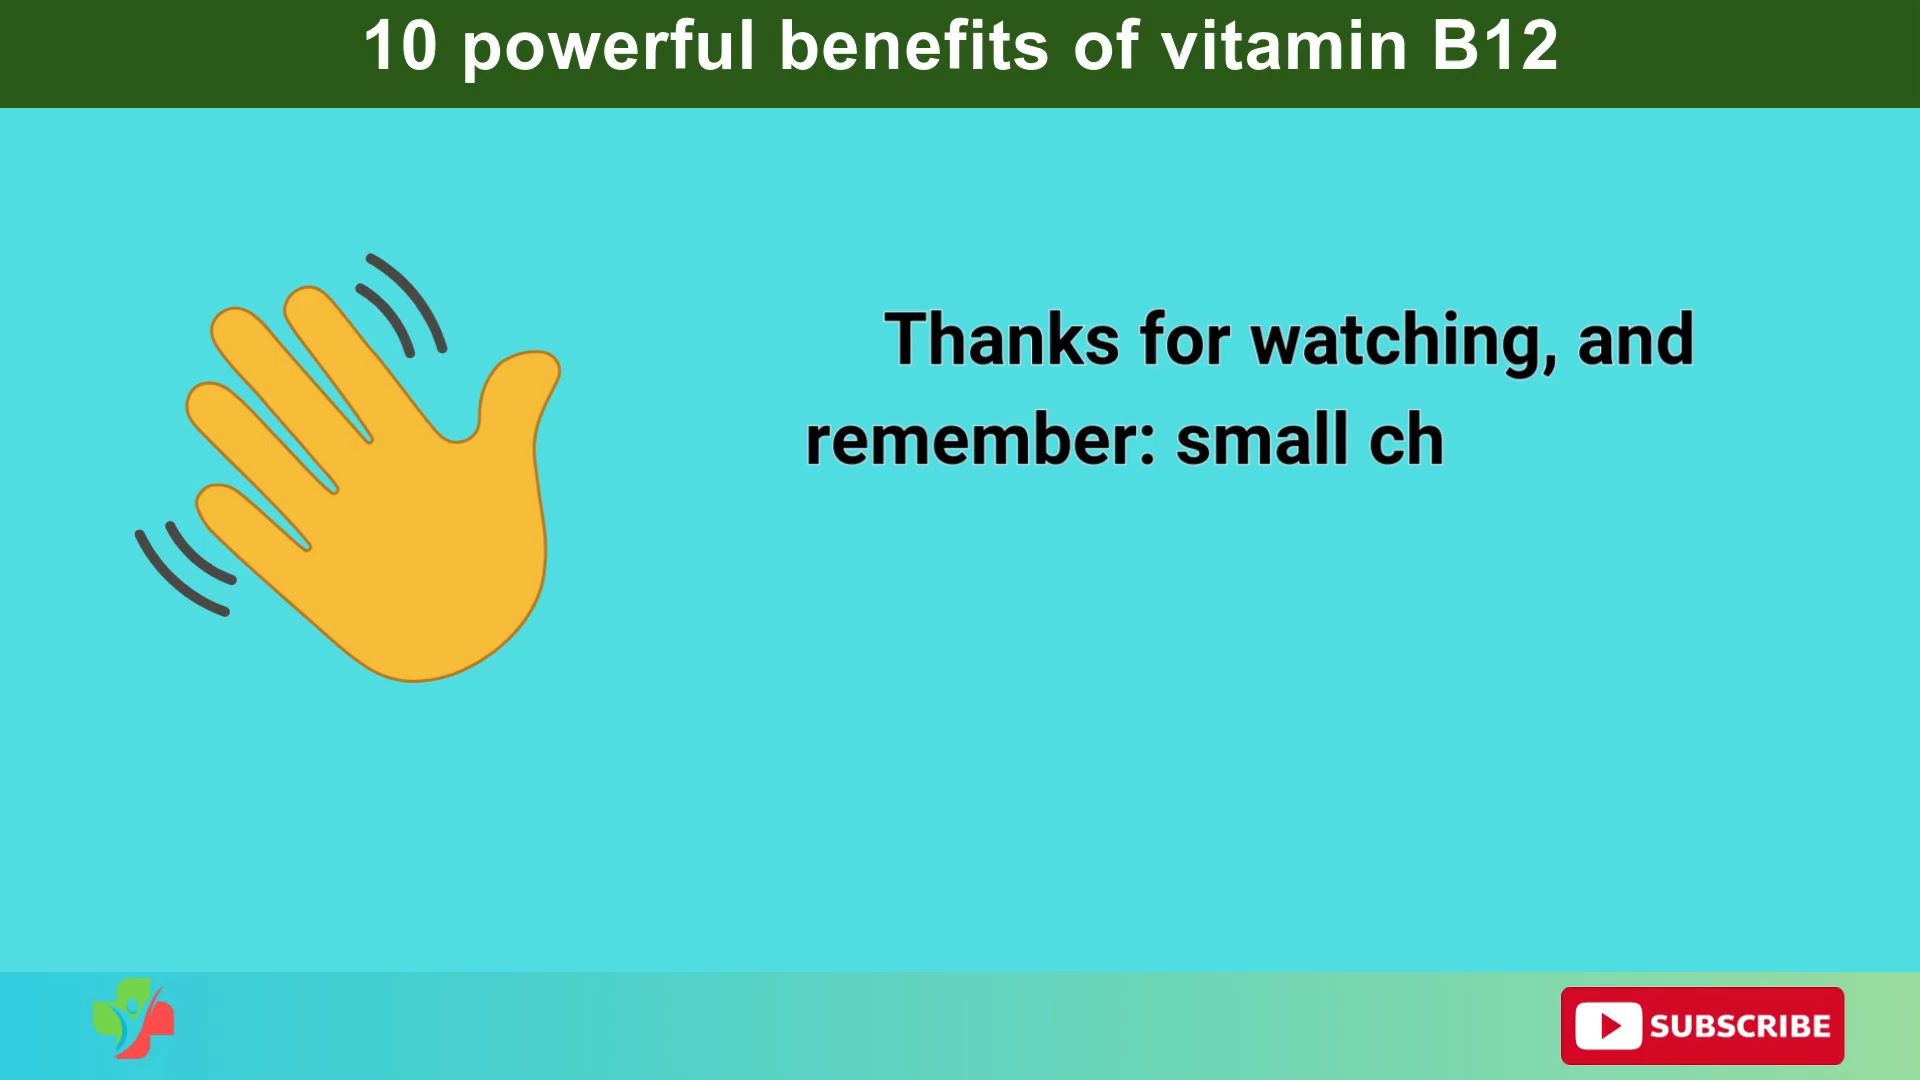 10 powerful benefits of vitamin B12
Thanks for watching, and
remember: small ch
SUBSCRIBE